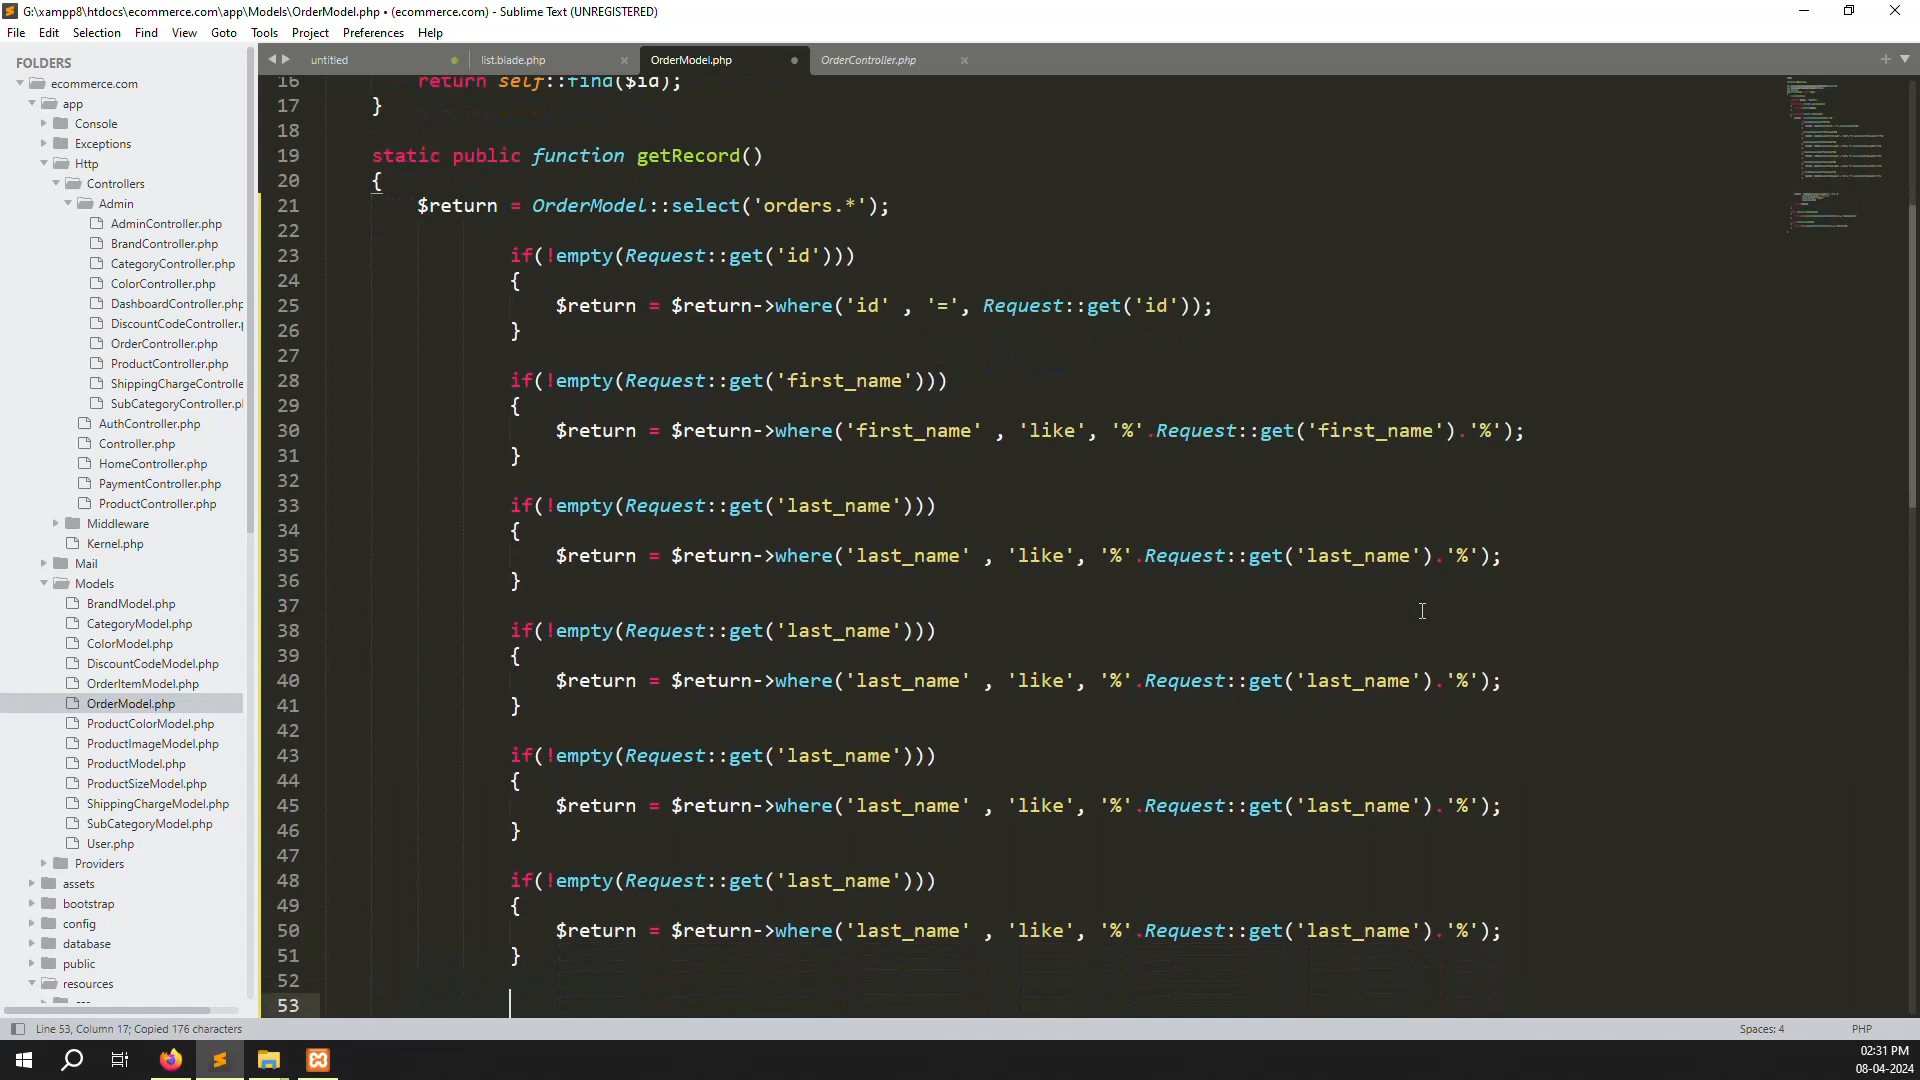 G:\xampp8\htdocs\ecommerce.com\app\Models\OrderModel.php • (ecommerce.com) - Sublime Text (UNREGISTERED)
File Edit Selection Find View Goto Tools Project Preferences Help
FOLDERS
ecommerce.com
app
Console
Exceptions
Http
Controllers
Admin
AdminController.php
BrandController.php
CategoryController.php
ColorController.php
DashboardController.php
DiscountCodeController.p
OrderController.php
ProductController.php
ShippingChargeControlle
SubCategoryController.pl
AuthController.php
Controller.php
HomeController.php
PaymentController.php
ProductController.php
Middleware
Kernel.php
Mail
Models
BrandModel.php
CategoryModel.php
ColorModel.php
DiscountCodeModel.php
OrderItemModel.php
OrderModel.php
ProductColorModel.php
ProductImageModel.php
ProductModel.php
ProductSizeModel.php
ShippingChargeModel.php
SubCategoryModel.php
User.php
Providers
assets
bootstrap
config
database
public
resources
untitled list.blade.php OrderModel.php OrderController.php
16 return self::find($id);
17 }
18
19 static public function getRecord()
20 {
21 $return = OrderModel::select('orders.*');
22
23 if(!empty(Request::get('id')))
24 {
25 $return = $return->where('id' , '=', Request::get('id'));
26 }
27
28 if(!empty(Request::get('first_name')))
29 {
30 $return = $return->where('first_name' , 'like', '%'.Request::get('first_name').'%');
31 }
32
33 if(!empty(Request::get('last_name')))
34 {
35 $return = $return->where('last_name' , 'like', '%'.Request::get('last_name').'%');
36 }
37
38 if(!empty(Request::get('last_name')))
39 {
40 $return = $return->where('last_name' , 'like', '%'.Request::get('last_name').'%');
41 }
42
43 if(!empty(Request::get('last_name')))
44 {
45 $return = $return->where('last_name' , 'like', '%'.Request::get('last_name').'%');
46 }
47
48 if(!empty(Request::get('last_name')))
49 {
50 $return = $return->where('last_name' , 'like', '%'.Request::get('last_name').'%');
51 }
52
53
Line 53, Column 17; Copied 176 characters
Spaces: 4 PHP
02:31 PM
08-04-2024